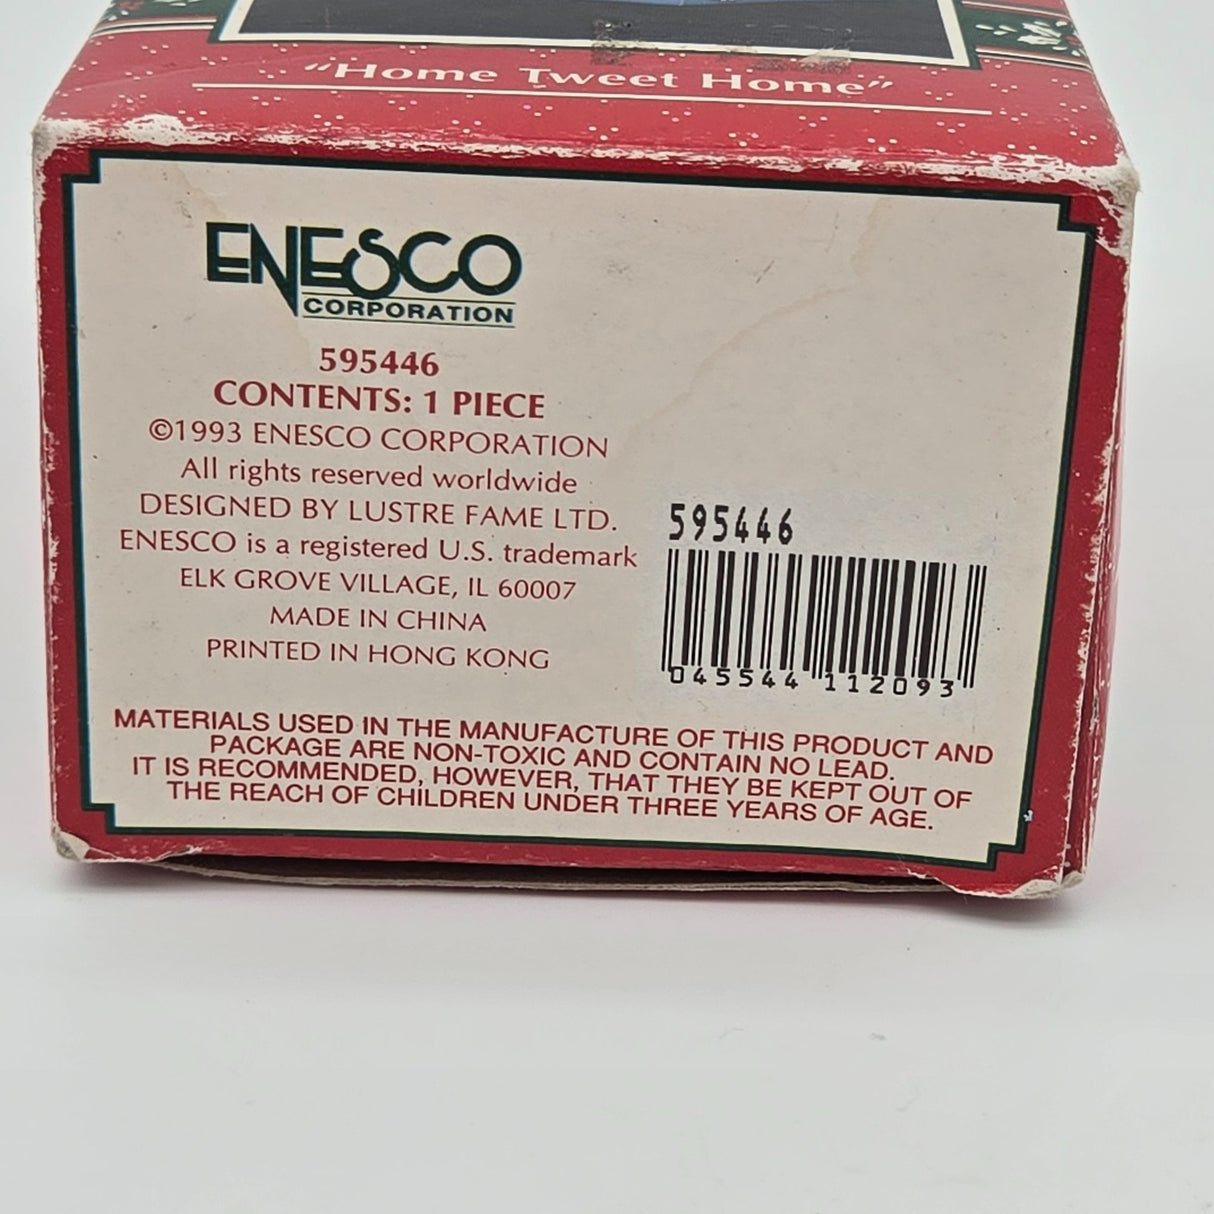 "Home Tweet Home"
ENESCO
CORPORATION
595446
CONTENTS: 1 PIECE
©1993 ENESCO CORPORATION
All rights reserved worldwide
DESIGNED BY LUSTRE FAME LTD.
ENESCO is a registered U.S. trademark
ELK GROVE VILLAGE, IL 60007
MADE IN CHINA
PRINTED IN HONG KONG
595446
045544 112093
MATERIALS USED IN THE MANUFACTURE OF THIS PRODUCT AND
PACKAGE ARE NON-TOXIC AND CONTAIN NO LEAD.
IT IS RECOMMENDED, HOWEVER, THAT THEY BE KEPT OUT OF
THE REACH OF CHILDREN UNDER THREE YEARS OF AGE.